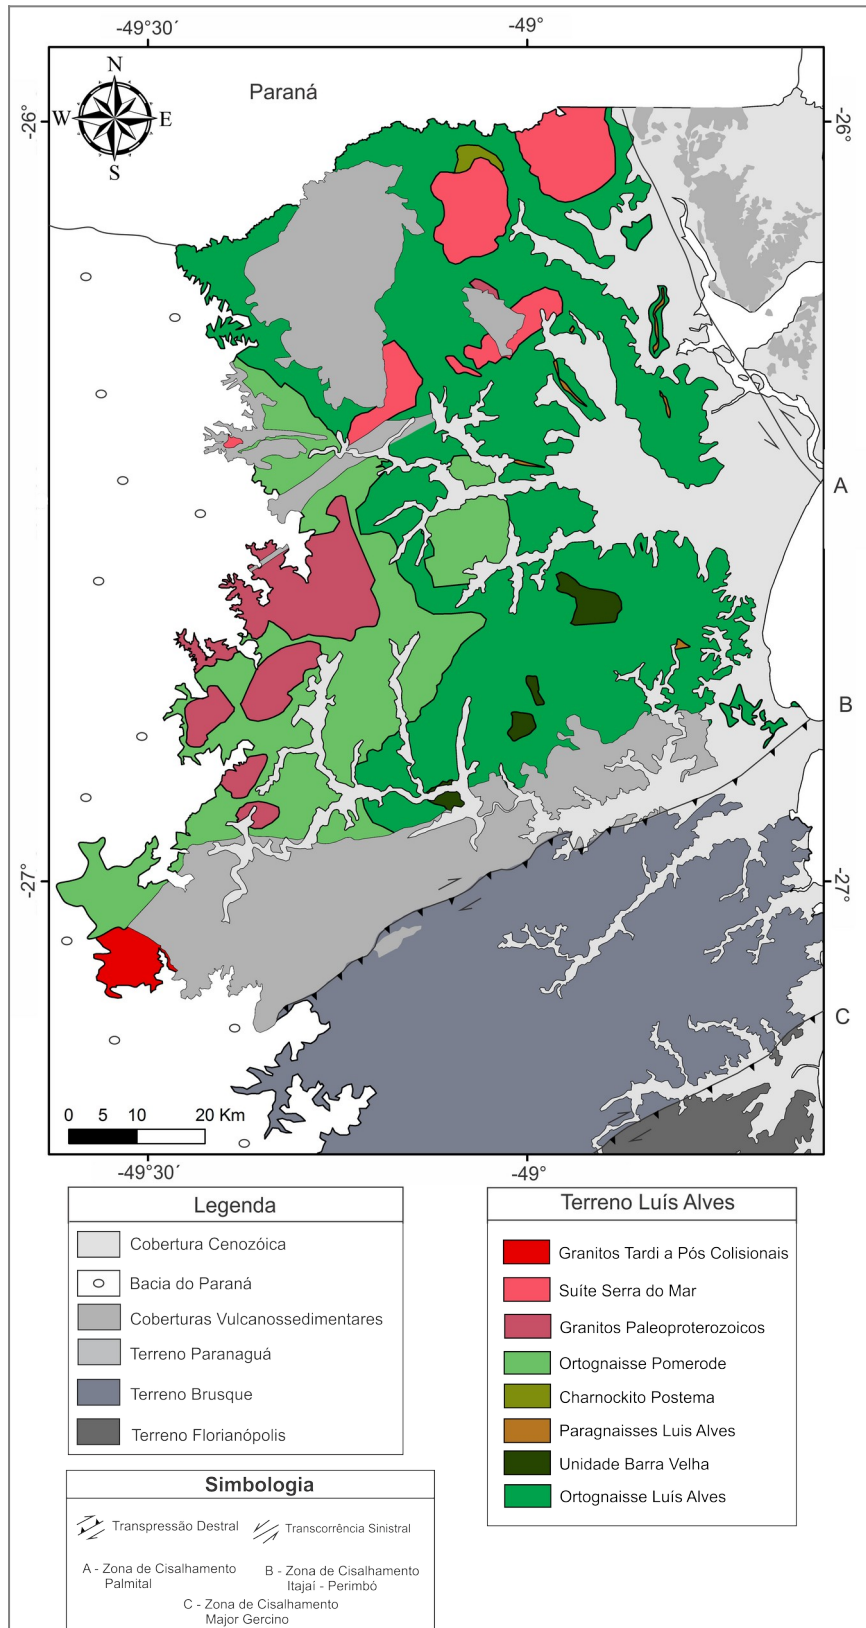 -49°30´
-49°
N
W
E
S
Paraná
-26°
-26°
A
B
-27°
-27°
C
0 5 10 20 Km
-49°30´
-49°
Legenda
Cobertura Cenozóica
Bacia do Paraná
Coberturas Vulcanossedimentares
Terreno Paranaguá
Terreno Brusque
Terreno Florianópolis
Terreno Luís Alves
Granitos Tardi a Pós Colisionais
Suíte Serra do Mar
Granitos Paleoproterozoicos
Ortognaisse Pomerode
Charnockito Postema
Paragnaisses Luis Alves
Unidade Barra Velha
Ortognaisse Luís Alves
Simbologia
Transpressão Destral
Transcorrência Sinistral
A - Zona de Cisalhamento
Palmital
B - Zona de Cisalhamento
Itajaí - Perimbó
C - Zona de Cisalhamento
Major Gercino